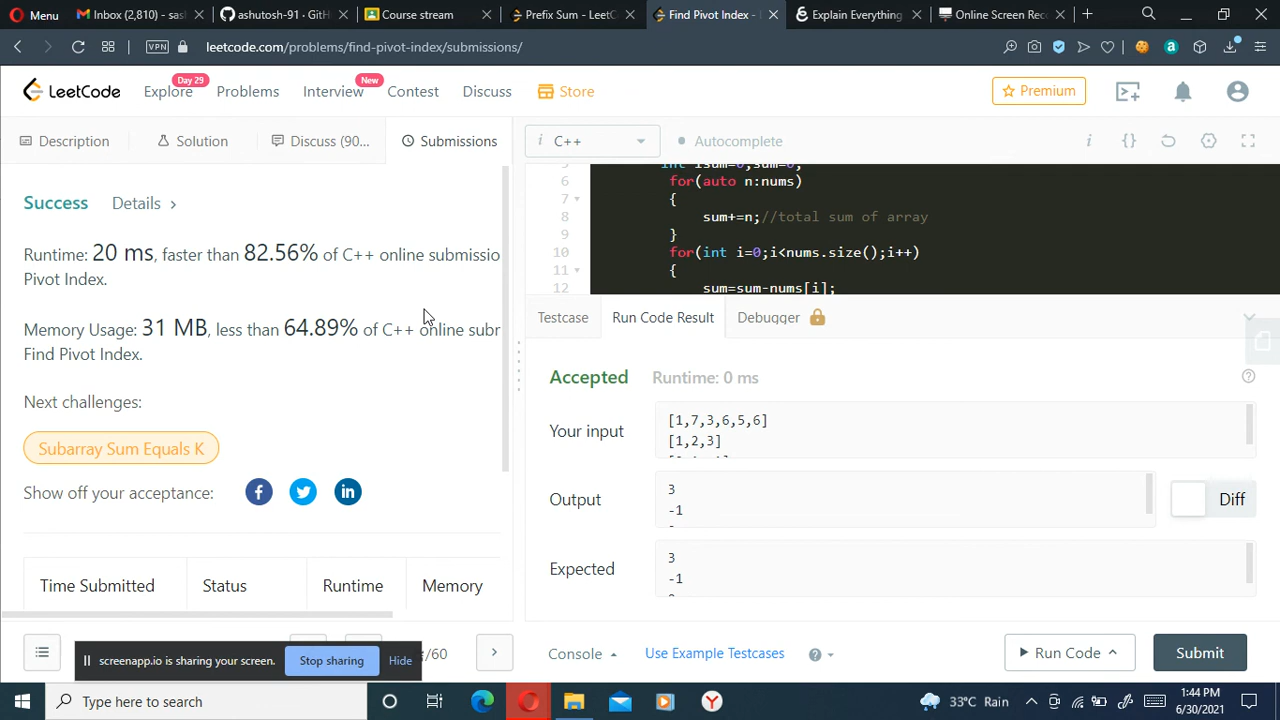 Menu
Inbox (2,810) - sas
ashutosh-91 · GitH
Course stream
Prefix Sum - LeetC
Find Pivot Index -
Explain Everything
Online Screen Rec
VPN
leetcode.com/problems/find-pivot-index/submissions/
LeetCode
Explore
Day 29
Problems
Interview
New
Contest
Discuss
Store
Premium
Description
Solution
Discuss (90...
Submissions
i C++
Autocomplete
Success Details >
Runtime: 20 ms, faster than 82.56% of C++ online submissio
Pivot Index.
Memory Usage: 31 MB, less than 64.89% of C++ online subr
Find Pivot Index.
Next challenges:
Subarray Sum Equals K
Show off your acceptance:
Time Submitted Status Runtime Memory
int isum=0,sum=0;
6 for(auto n:nums)
7 {
8 sum+=n;//total sum of array
9 }
10 for(int i=0;i<nums.size();i++)
11 {
12 sum=sum-nums[i];
Testcase Run Code Result Debugger
Accepted Runtime: 0 ms
Your input
[1,7,3,6,5,6]
[1,2,3]
Output
3
-1
Diff
Expected
3
-1
/60
Console
Use Example Testcases
Run Code
Submit
screenapp.io is sharing your screen.
Stop sharing
Hide
Type here to search
33°C Rain
1:44 PM
6/30/2021